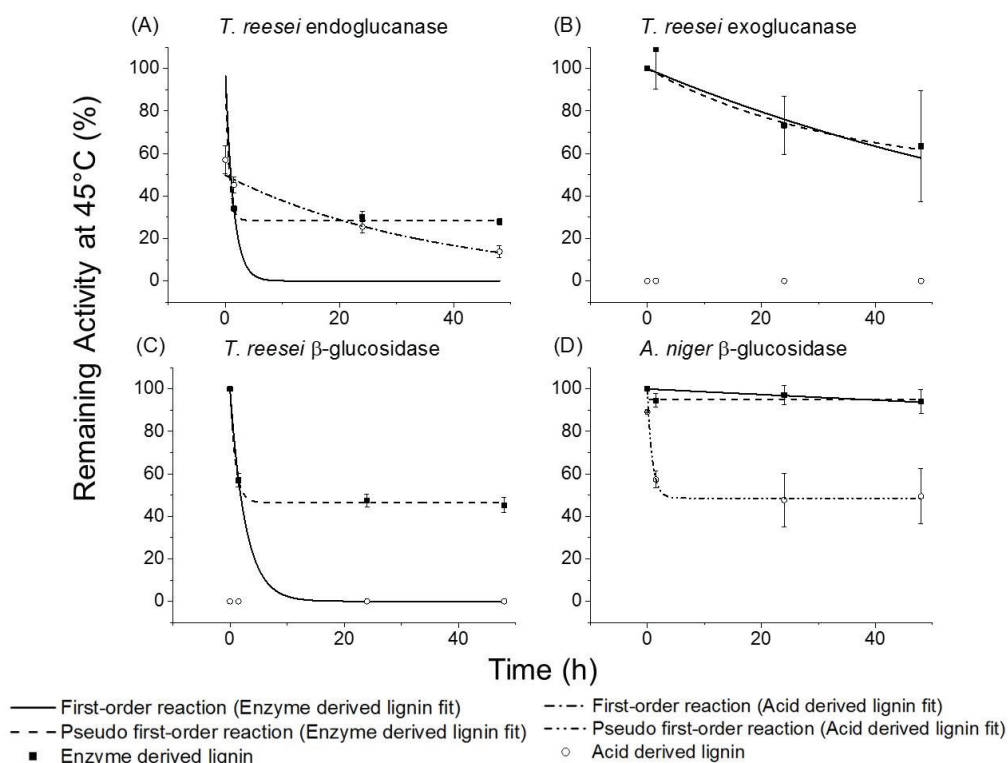 (A) T. reesei endoglucanase
(B) T. reesei exoglucanase
100
80
60
40
20
0
0 20 40
100
80
60
40
20
0
0 20 40
(C) T. reesei β-glucosidase
(D) A. niger β-glucosidase
100
80
60
40
20
0
0 20 40
100
80
60
40
20
0
0 20 40
Remaining Activity at 45°C (%)
Time (h)
First-order reaction (Enzyme derived lignin fit)
Pseudo first-order reaction (Enzyme derived lignin fit)
Enzyme derived lignin
First-order reaction (Acid derived lignin fit)
Pseudo first-order reaction (Acid derived lignin fit)
Acid derived lignin